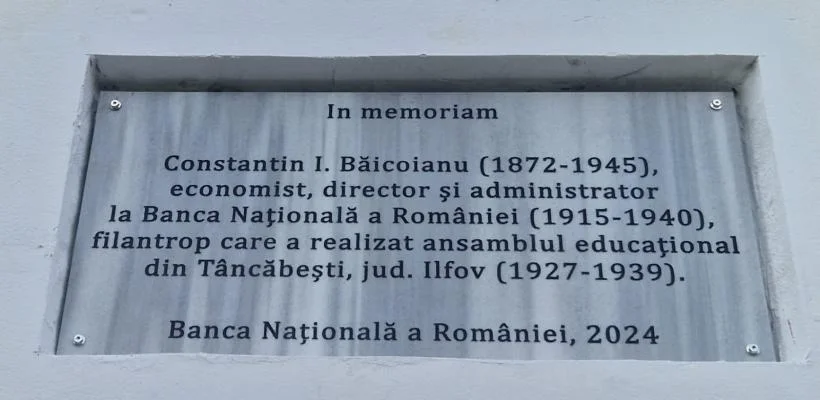 In memoriam
Constantin I. Băicoianu (1872-1945),
economist, director şi administrator
la Banca Naţională a României (1915-1940),
filantrop care a realizat ansamblul educaţional
din Tâncăbeşti, jud. Ilfov (1927-1939).
Banca Naţională a României, 2024